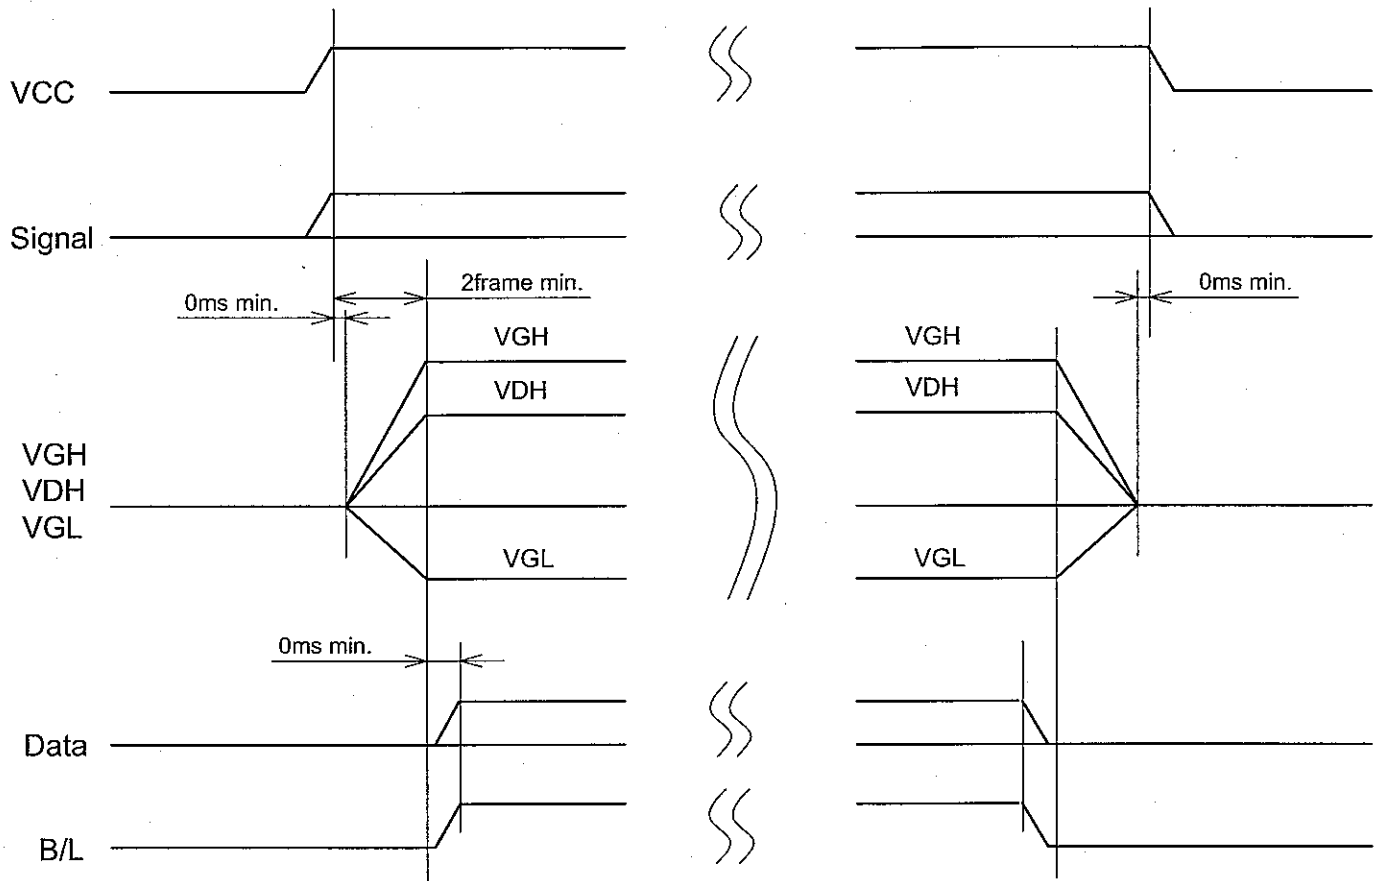 VCC
Signal
2frame min.
0ms min.
0ms min.
VGH
VGH
VDH
VDH
VGH
VDH
VGL
VGL
VGL
0ms min.
Data
B/L